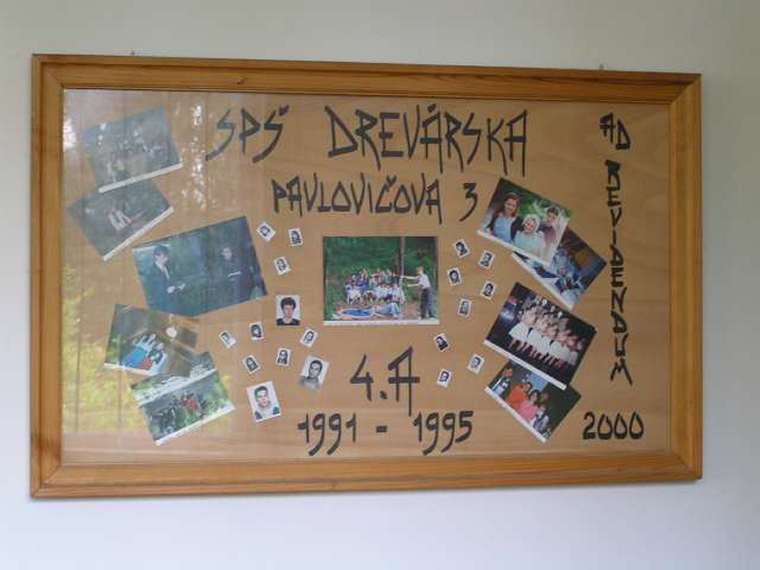 SPŠ DREVÁRSKA
PAVLOVIČOVA 3
4.A
1991 - 1995
AD REVIDENDUM
2000